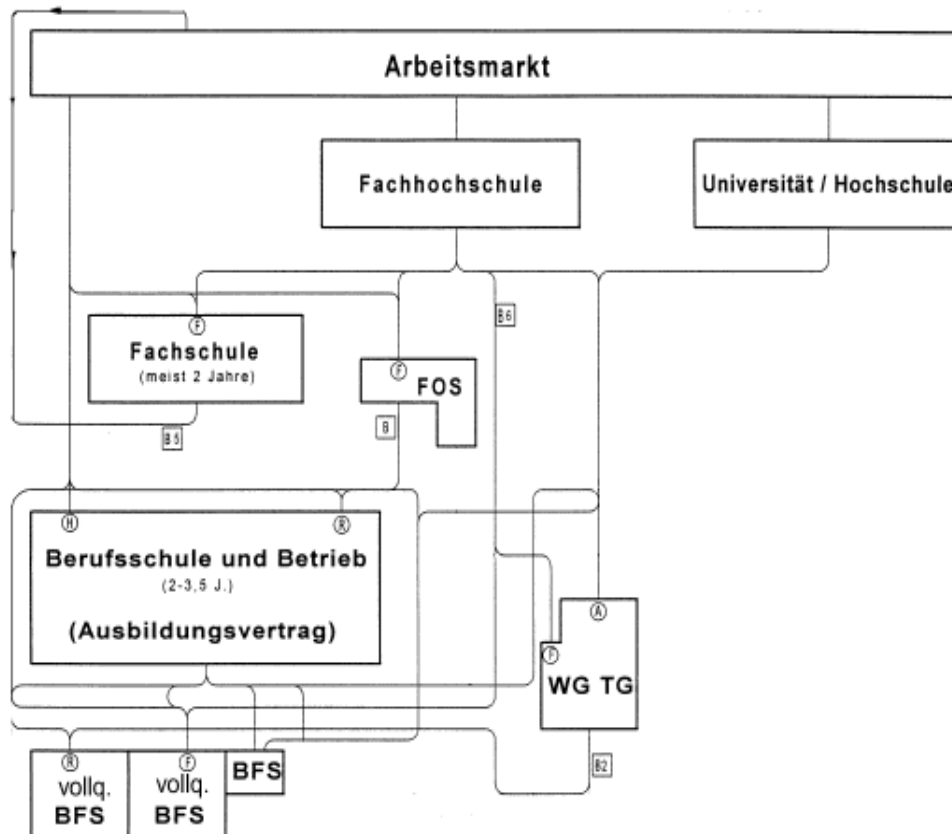 Arbeitsmarkt
Fachhochschule
Universität / Hochschule
B6
F
Fachschule
(meist 2 Jahre)
F
FOS
B5
B
H
R
Berufsschule und Betrieb
(2-3,5 J.)
(Ausbildungsvertrag)
A
F
WG TG
R
vollq.
BFS
F
vollq.
BFS
BFS
B2